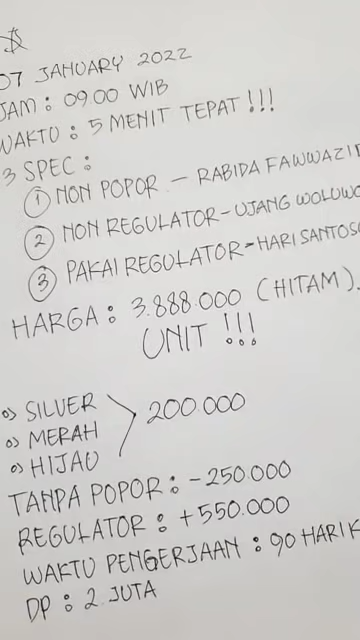 07 JANUARY 2022
JAM : 09.00 WIB
WAKTU : 5 MENIT TEPAT !!!
3 SPEC :
① NON POPOR - RABIDA FAWWAZI
② NON REGULATOR - UJANG WOLUWO
③ PAKAI REGULATOR - HARI SANTOSO
HARGA : 3.888.000 (HITAM).
UNIT !!!
o) SILVER
o) MERAH 200.000
o) HIJAU
TANPA POPOR : -250.000
REGULATOR : +550.000
WAKTU PENGERJAAN : 90 HARI K
DP : 2 JUTA